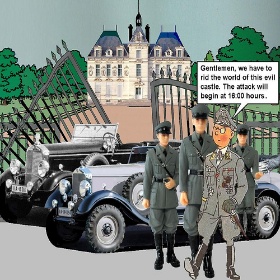 Gentlemen, we have to
rid the world of this evil
castle. The attack will
begin at 18:00 hours.